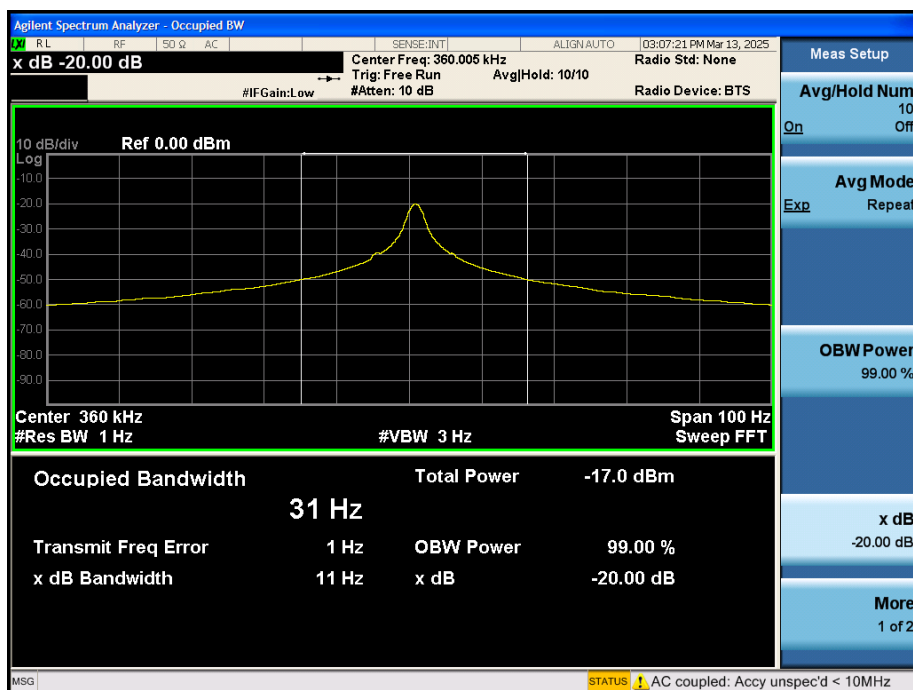 Agilent Spectrum Analyzer - Occupied BW
LXI RL RF 50 Ω AC SENSE:INT ALIGN AUTO 03:07:21 PM Mar 13, 2025
x dB -20.00 dB
Center Freq: 360.005 kHz Radio Std: None
Trig: Free Run Avg|Hold: 10/10
#IFGain:Low #Atten: 10 dB Radio Device: BTS
10 dB/div Ref 0.00 dBm
Log
-10.0
-20.0
-30.0
-40.0
-50.0
-60.0
-70.0
-80.0
-90.0
Center 360 kHz Span 100 Hz
#Res BW 1 Hz #VBW 3 Hz Sweep FFT
Occupied Bandwidth Total Power -17.0 dBm
31 Hz
Transmit Freq Error 1 Hz OBW Power 99.00 %
x dB Bandwidth 11 Hz x dB -20.00 dB
MSG STATUS AC coupled: Accy unspec'd < 10MHz
Meas Setup
Avg/Hold Num
10
On Off
Avg Mode
Exp Repeat
OBW Power
99.00 %
x dB
-20.00 dB
More
1 of 2